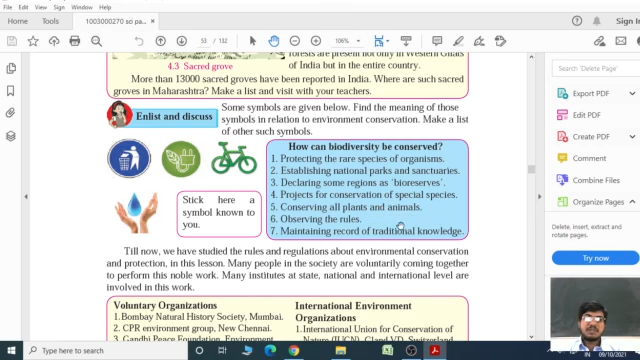 Home
Tools
1003000270 sci pa...
53 / 132
106%
Search 'Delete Page'
forests are present not only in Western Ghats
of India but in the entire country.
4.3 Sacred grove
More than 13000 sacred groves have been reported in India. Where are such sacred
groves in Maharashtra? Make a list and visit with your teachers.
Enlist and discuss
Some symbols are given below. Find the meaning of those
symbols in relation to environment conservation. Make a list
of other such symbols.
How can biodiversity be conserved?
1. Protecting the rare species of organisms.
2. Establishing national parks and sanctuaries.
3. Declaring some regions as 'bioreserves'.
4. Projects for conservation of special species.
5. Conserving all plants and animals.
6. Observing the rules.
7. Maintaining record of traditional knowledge.
Stick here a
symbol known to
you.
Till now, we have studied the rules and regulations about environmental conservation
and protection, in this lesson. Many people in the society are voluntarily coming together
to perform this noble work. Many institutes at state, national and international level are
involved in this work.
Voluntary Organizations
1. Bombay Natural History Society, Mumbai.
2. CPR environment group, New Chennai.
3. Gandhi Peace Foundation, Environment
International Environment
Organizations
1. International Union for Conservation of
Nature (IUCN), Gland VD, Switzerland
Export PDF
Edit PDF
Create PDF
Comment
Combine Files
Organize Pages
Delete, insert, extract and
rotate pages.
Try now
Type here to search
IN
09/10/2021